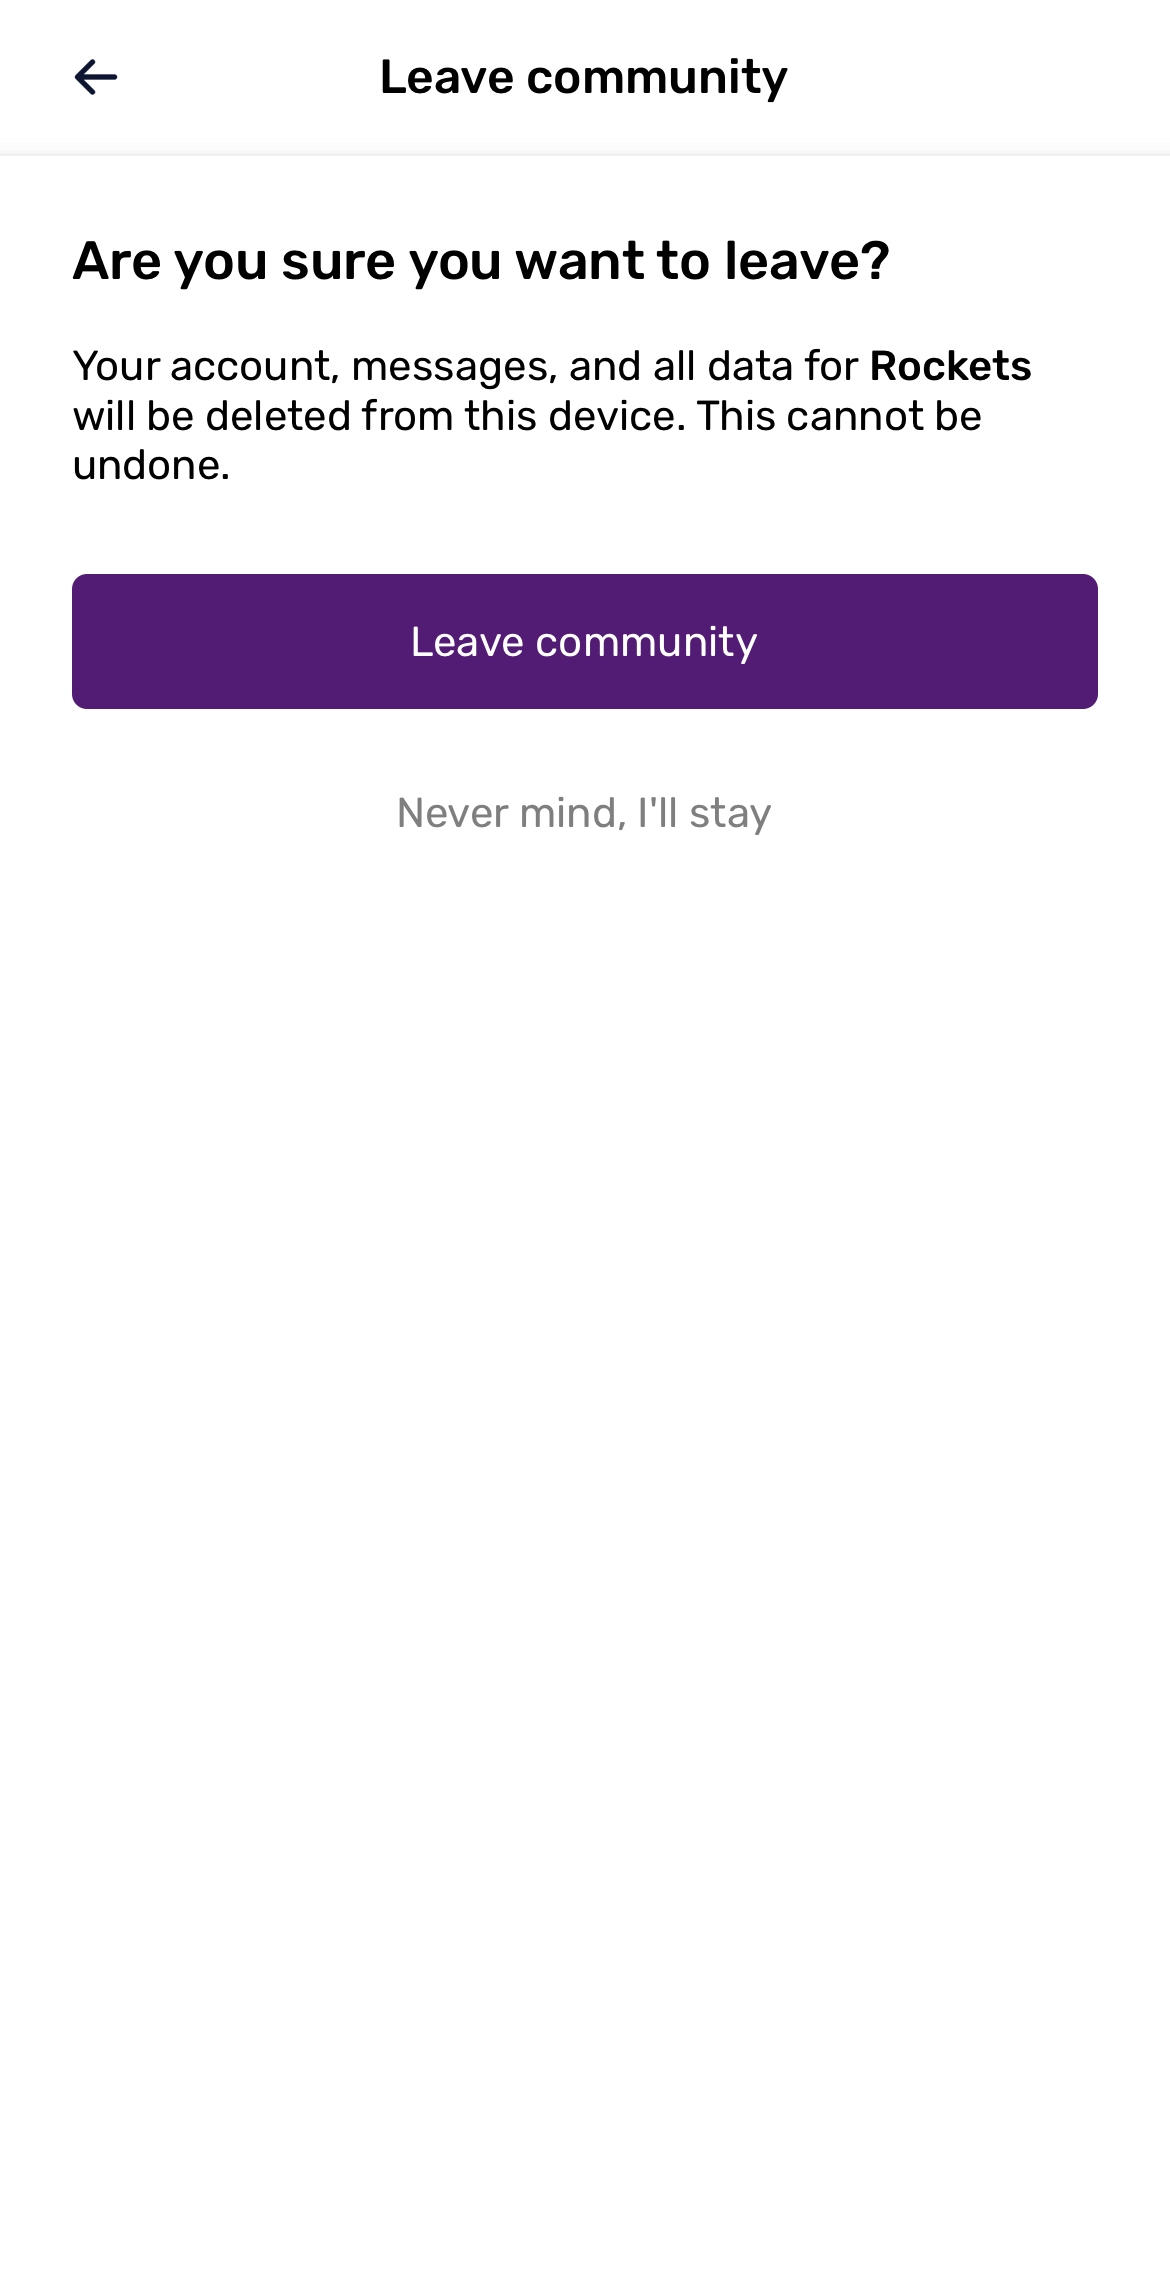 Leave community
Are you sure you want to leave?
Your account, messages, and all data for Rockets
will be deleted from this device. This cannot be
undone.
Leave community
Never mind, I'll stay